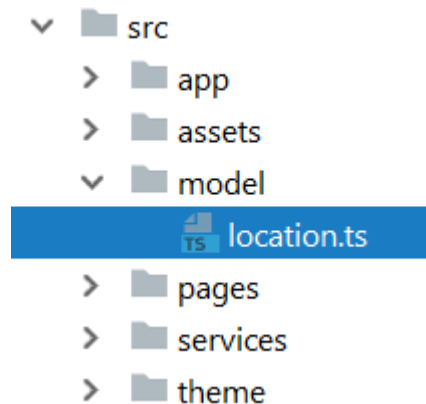 src
app
assets
model
TS location.ts
pages
services
theme